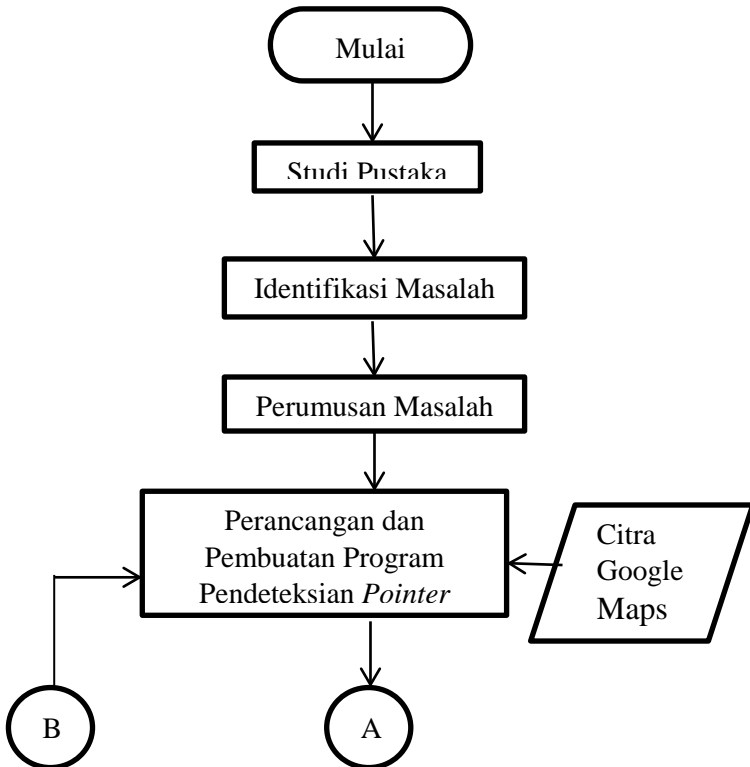 Mulai
Studi Pustaka
Identifikasi Masalah
Perumusan Masalah
Perancangan dan
Pembuatan Program
Pendeteksian Pointer
Citra
Google
Maps
B
A